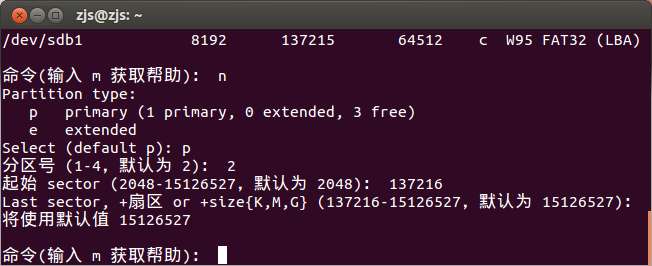 zjs@zjs: ~
/dev/sdb1 8192 137215 64512 c W95 FAT32 (LBA)
命令(输入 m 获取帮助)： n
Partition type:
p primary (1 primary, 0 extended, 3 free)
e extended
Select (default p): p
分区号 (1-4，默认为 2)： 2
起始 sector (2048-15126527，默认为 2048)： 137216
Last sector, +扇区 or +size{K,M,G} (137216-15126527，默认为 15126527)：
将使用默认值 15126527
命令(输入 m 获取帮助)：